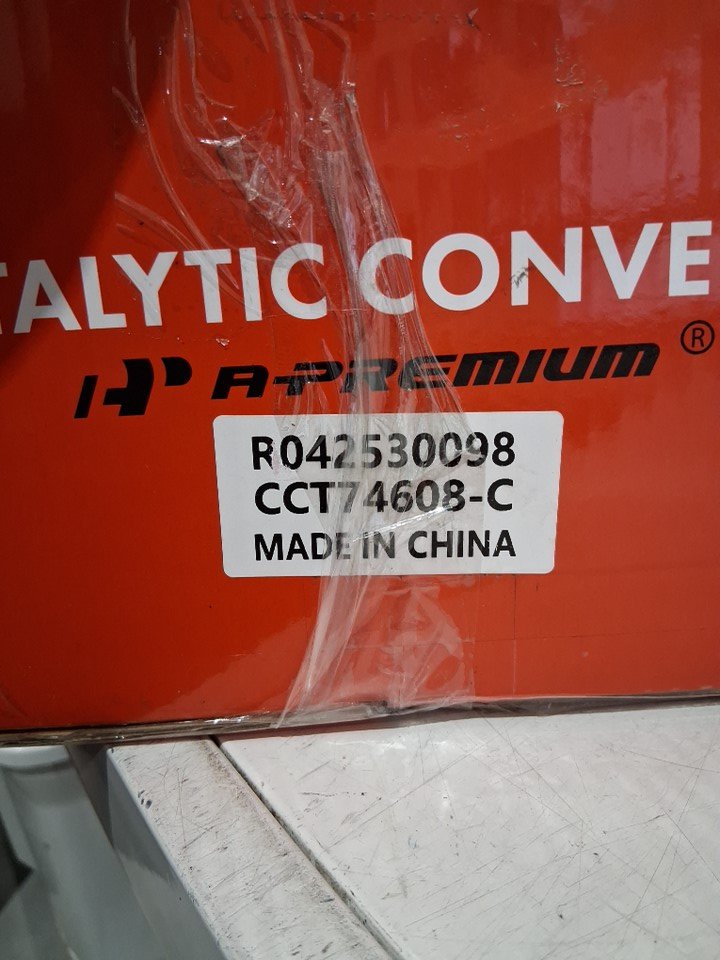 TALYTIC CONVE
A-PREMIUM ®
R042530098
CCT74608-C
MADE IN CHINA